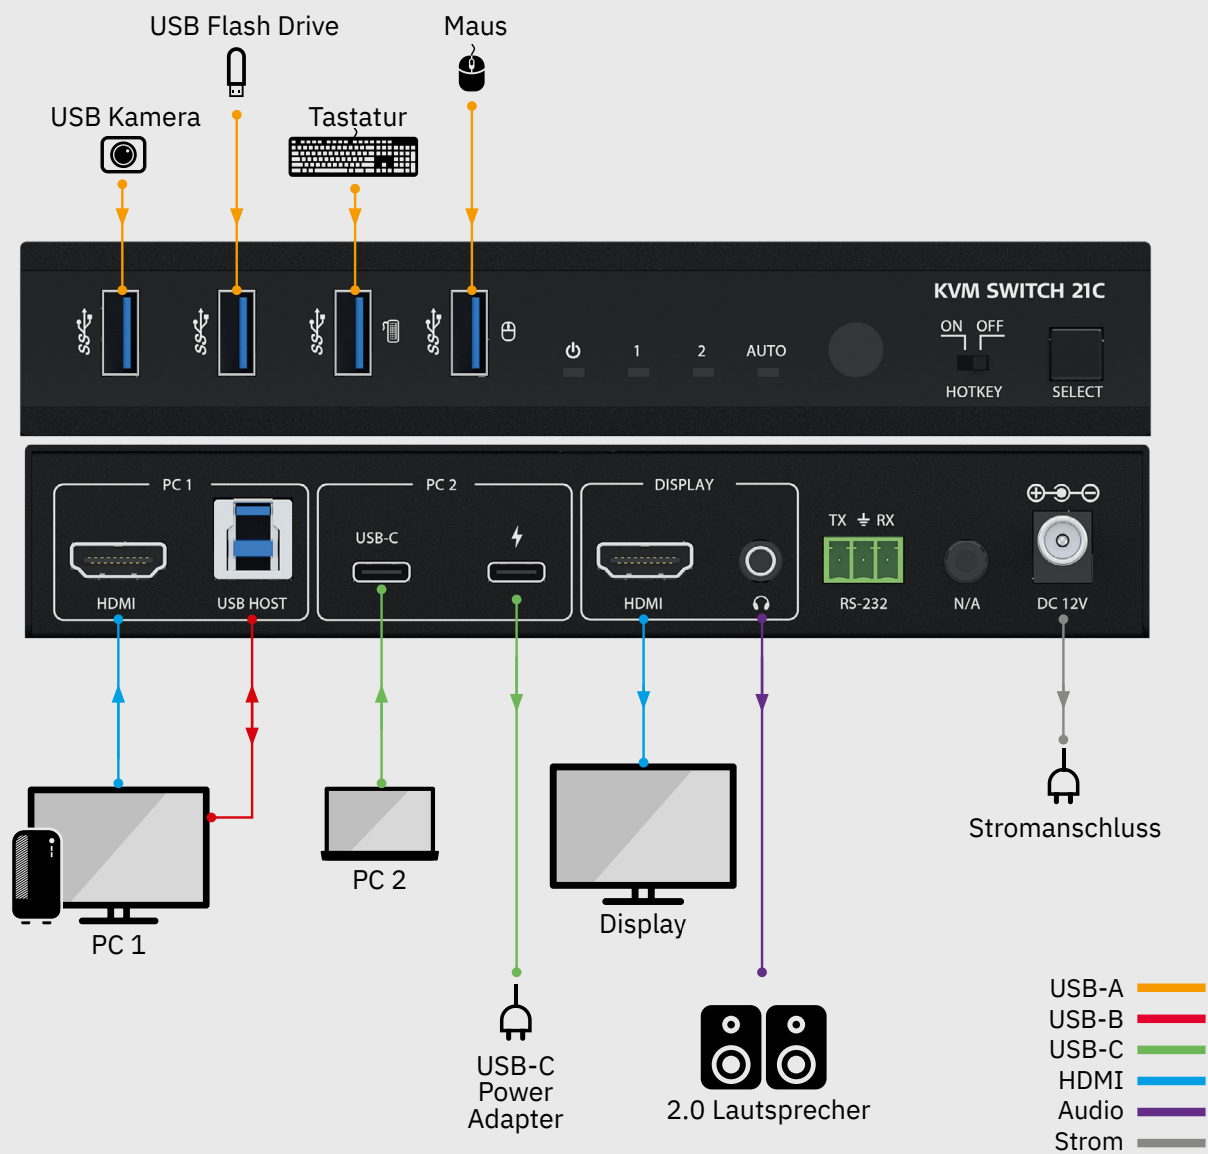 USB Flash Drive
Maus
USB Kamera
Tastatur
KVM SWITCH 21C
ON OFF
1
2
AUTO
HOTKEY
SELECT
PC 1
PC 2
DISPLAY
TX RX
USB-C
HDMI
USB HOST
HDMI
RS-232
N/A
DC 12V
PC 1
PC 2
Display
Stromanschluss
USB-C
Power
Adapter
2.0 Lautsprecher
USB-A
USB-B
USB-C
HDMI
Audio
Strom